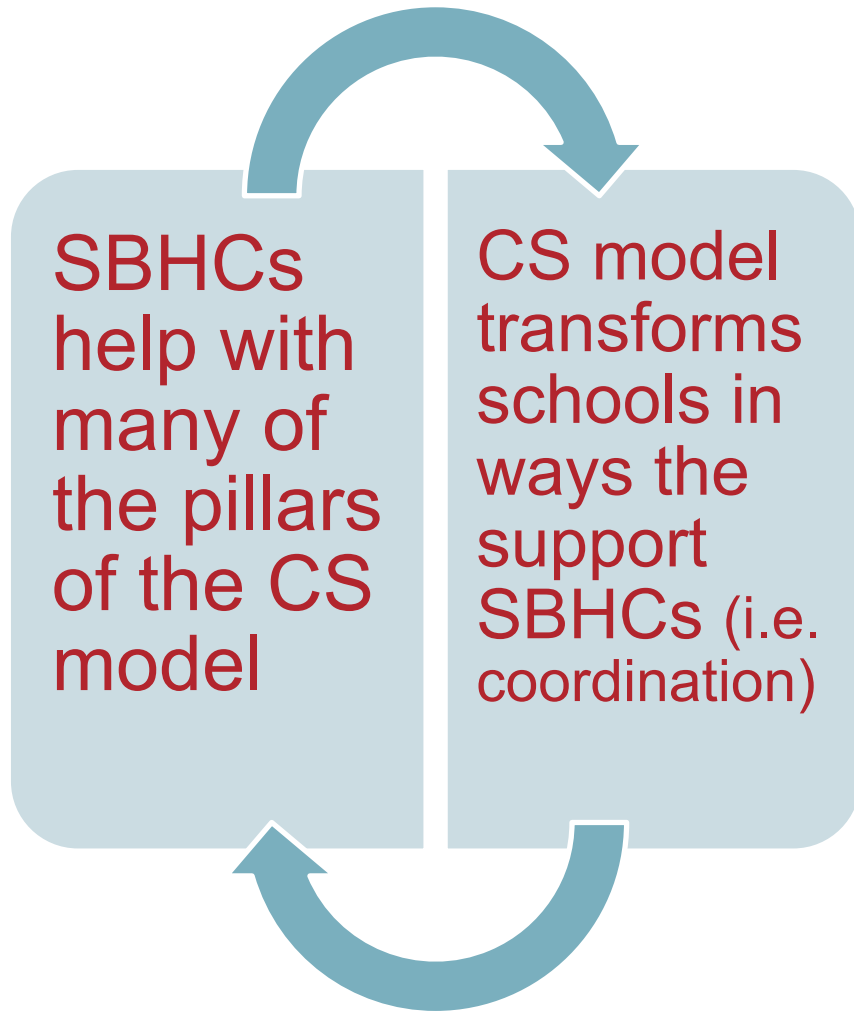 SBHCs
help with
many of
the pillars
of the CS
model
CS model
transforms
schools in
ways the
support
SBHCs (i.e.
coordination)